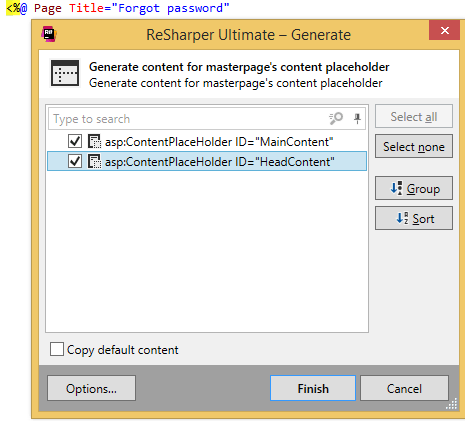 <%@ Page Title="Forgot password"
ReSharper Ultimate – Generate
Generate content for masterpage's content placeholder
Generate content for masterpage's content placeholder
Type to search
Select all
asp:ContentPlaceHolder ID="MainContent"
Select none
asp:ContentPlaceHolder ID="HeadContent"
Group
Sort
Copy default content
Options...
Finish
Cancel